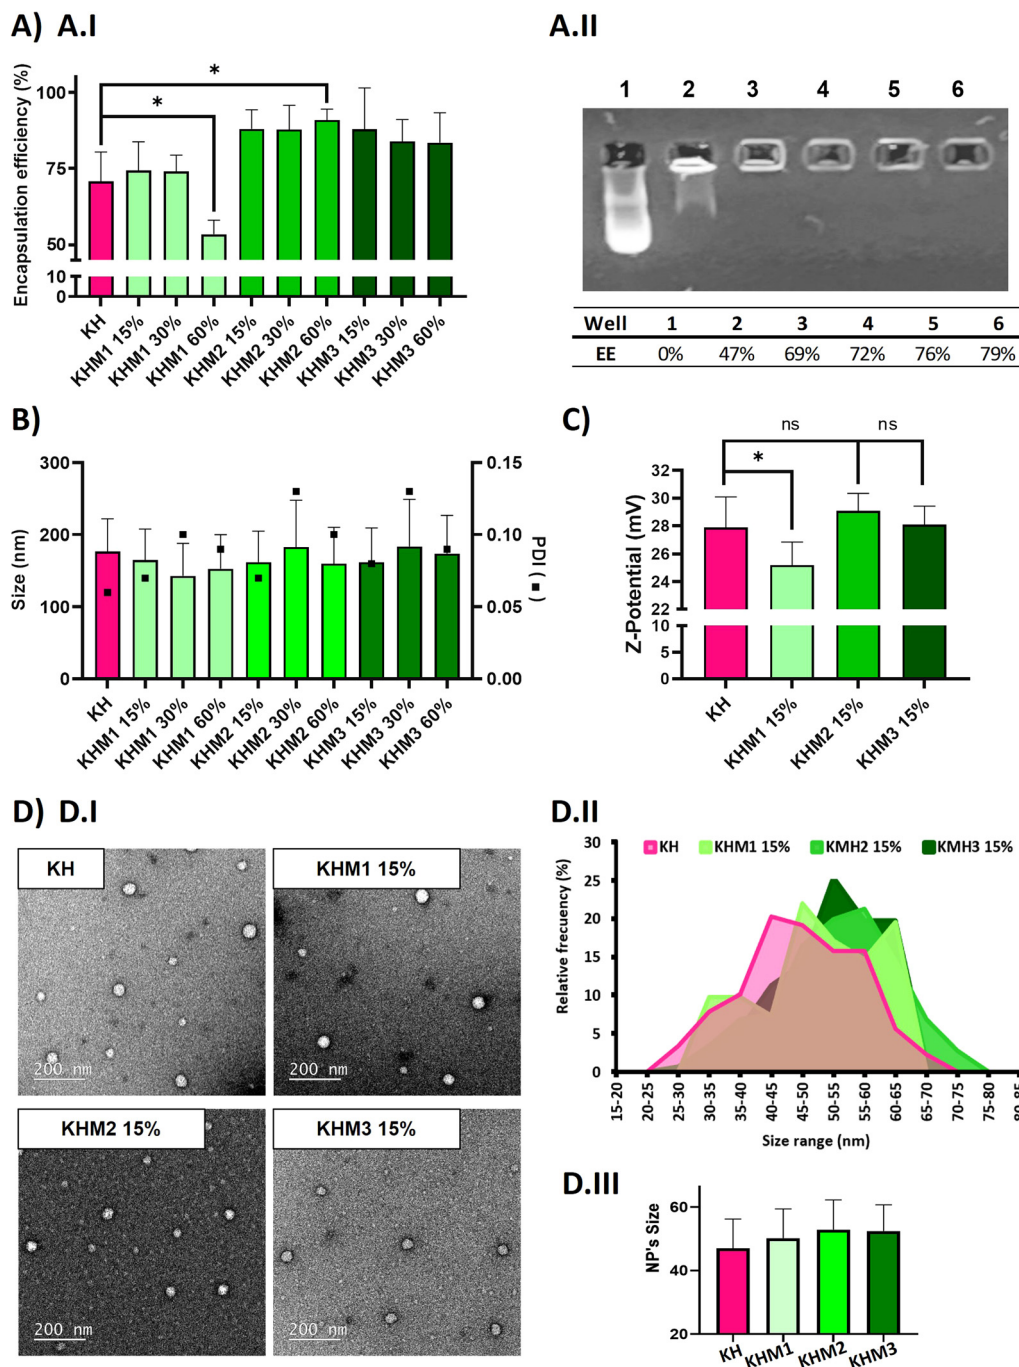 A) A.I
Encapsulation efficiency (%)
100
75
50
10
0
*
*
KH
KHM1 15%
KHM1 30%
KHM1 60%
KHM2 15%
KHM2 30%
KHM2 60%
KHM3 15%
KHM3 30%
KHM3 60%
A.II
1 2 3 4 5 6
Well 1 2 3 4 5 6
EE 0% 47% 69% 72% 76% 79%
B)
Size (nm)
300
200
100
0
0.15
0.10
0.05
0.00
PDI (■)
KH
KHM1 15%
KHM1 30%
KHM1 60%
KHM2 15%
KHM2 30%
KHM2 60%
KHM3 15%
KHM3 30%
KHM3 60%
C)
ns ns
*
Z-Potential (mV)
32
30
28
26
24
22
10
5
0
KH
KHM1 15%
KHM2 15%
KHM3 15%
D) D.I
KH
200 nm
KHM1 15%
200 nm
KHM2 15%
200 nm
KHM3 15%
200 nm
D.II
KH KHM1 15% KMH2 15% KMH3 15%
Relative frecuency (%)
30
25
20
15
10
5
0
15-20
20-25
25-30
30-35
35-40
40-45
45-50
50-55
55-60
60-65
65-70
70-75
75-80
80-85
Size range (nm)
D.III
NP's Size
60
40
20
KH
KHM1
KHM2
KHM3